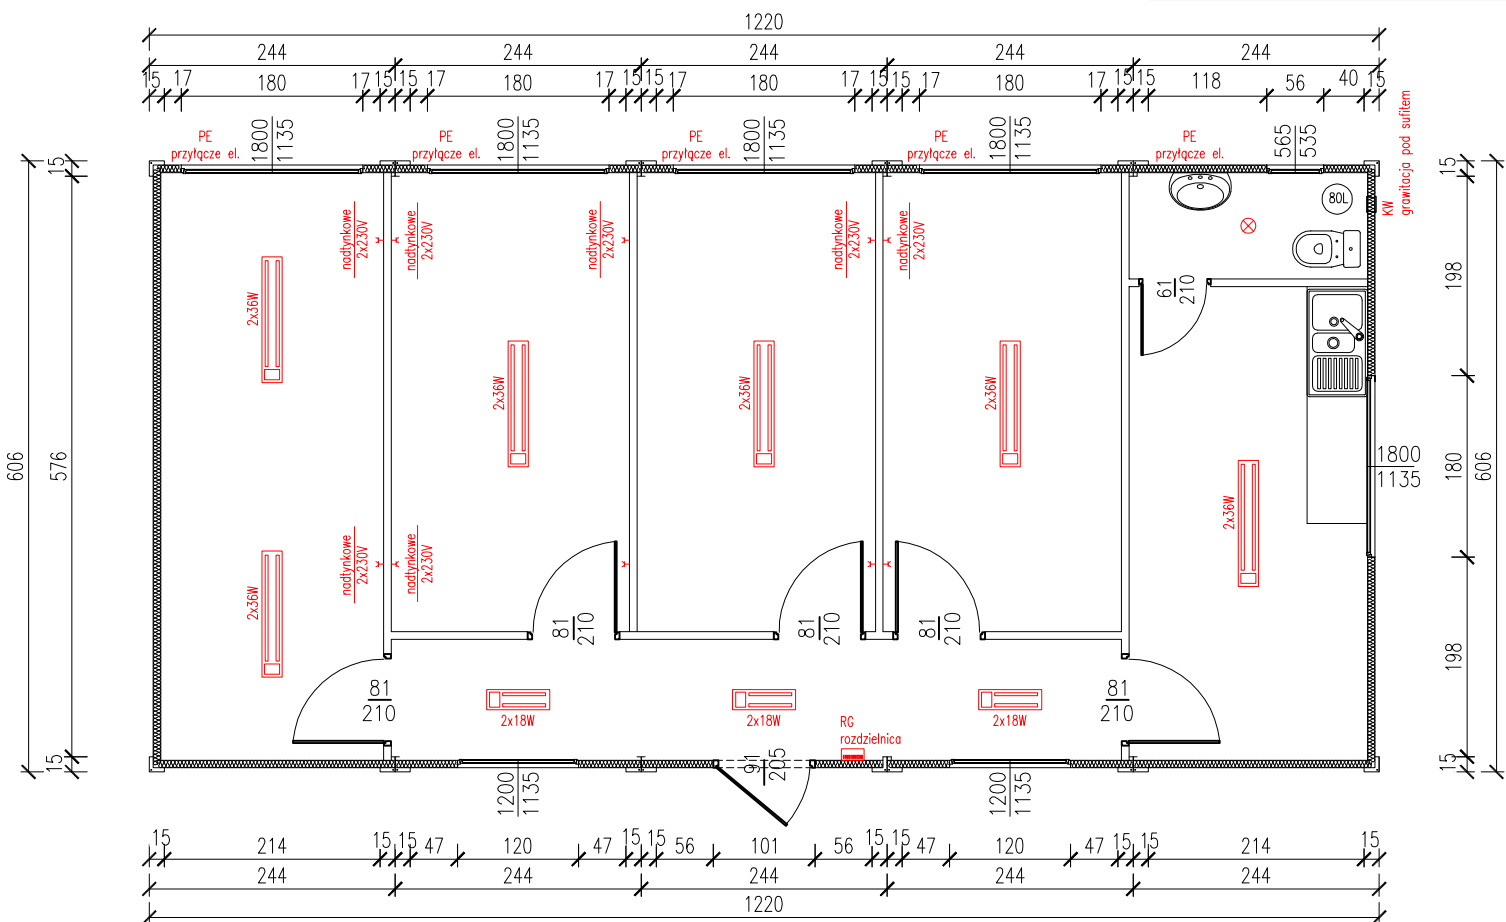 1220
244 244 244 244 244
15 17 180 17 15 15 17 180 17 15 15 17 180 17 15 15 17 180 17 15 15 118 56 40 15
PE
przyłącze el.
1800
1135
PE
przyłącze el.
1800
1135
PE
przyłącze el.
1800
1135
PE
przyłącze el.
1800
1135
PE
przyłącze el.
565
535
KW
grawitacja pod sufitem
15
576
15
606
15
198
180
198
15
606
80L
nadtynkowe
2x230V
nadtynkowe
2x230V
nadtynkowe
2x230V
nadtynkowe
2x230V
nadtynkowe
2x230V
61
210
2x36W
2x36W
2x36W
2x36W
1800
1135
2x36W
nadtynkowe
2x230V
nadtynkowe
2x230V
2x36W
81
210
81
210
81
210
81
210
81
210
2x18W
2x18W
2x18W
RG
rozdzielnica
1200
1135
91
205
1200
1135
15 214 15 15 47 120 47 15 15 56 101 56 15 15 47 120 47 15 15 214 15
244 244 244 244 244
1220